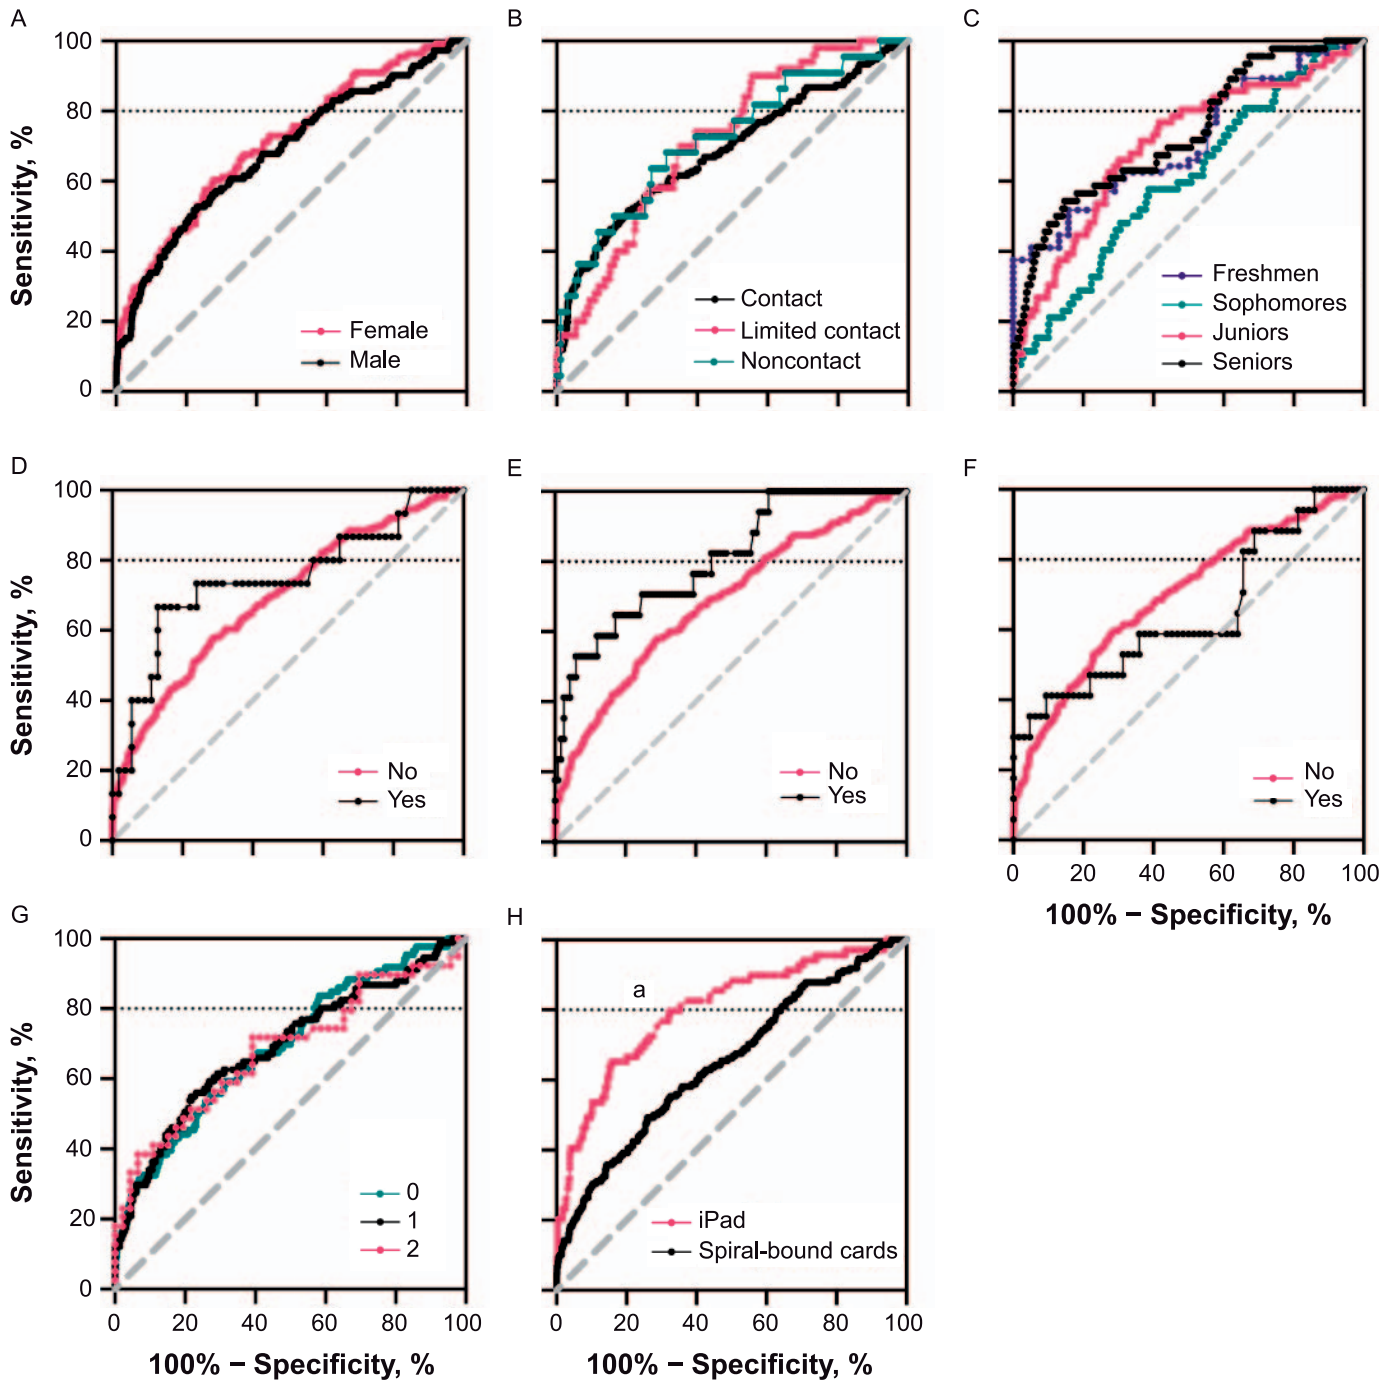 A
B
C
100
80
60
40
20
0
Sensitivity, %
Female
Male
Contact
Limited contact
Noncontact
Freshmen
Sophomores
Juniors
Seniors
D
E
F
100
80
60
40
20
0
Sensitivity, %
No
Yes
No
Yes
No
Yes
0 20 40 60 80 100
100% − Specificity, %
G
H
100
80
60
40
20
0
Sensitivity, %
0
1
2
a
iPad
Spiral-bound cards
0 20 40 60 80 100
0 20 40 60 80 100
100% − Specificity, %
100% − Specificity, %